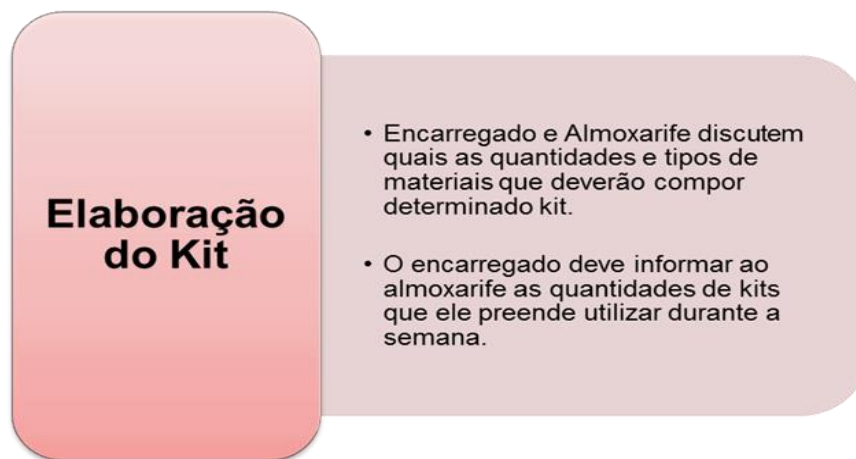 Elaboração
do Kit
• Encarregado e Almoxarife discutem
quais as quantidades e tipos de
materiais que deverão compor
determinado kit.
• O encarregado deve informar ao
almoxarife as quantidades de kits
que ele preende utilizar durante a
semana.